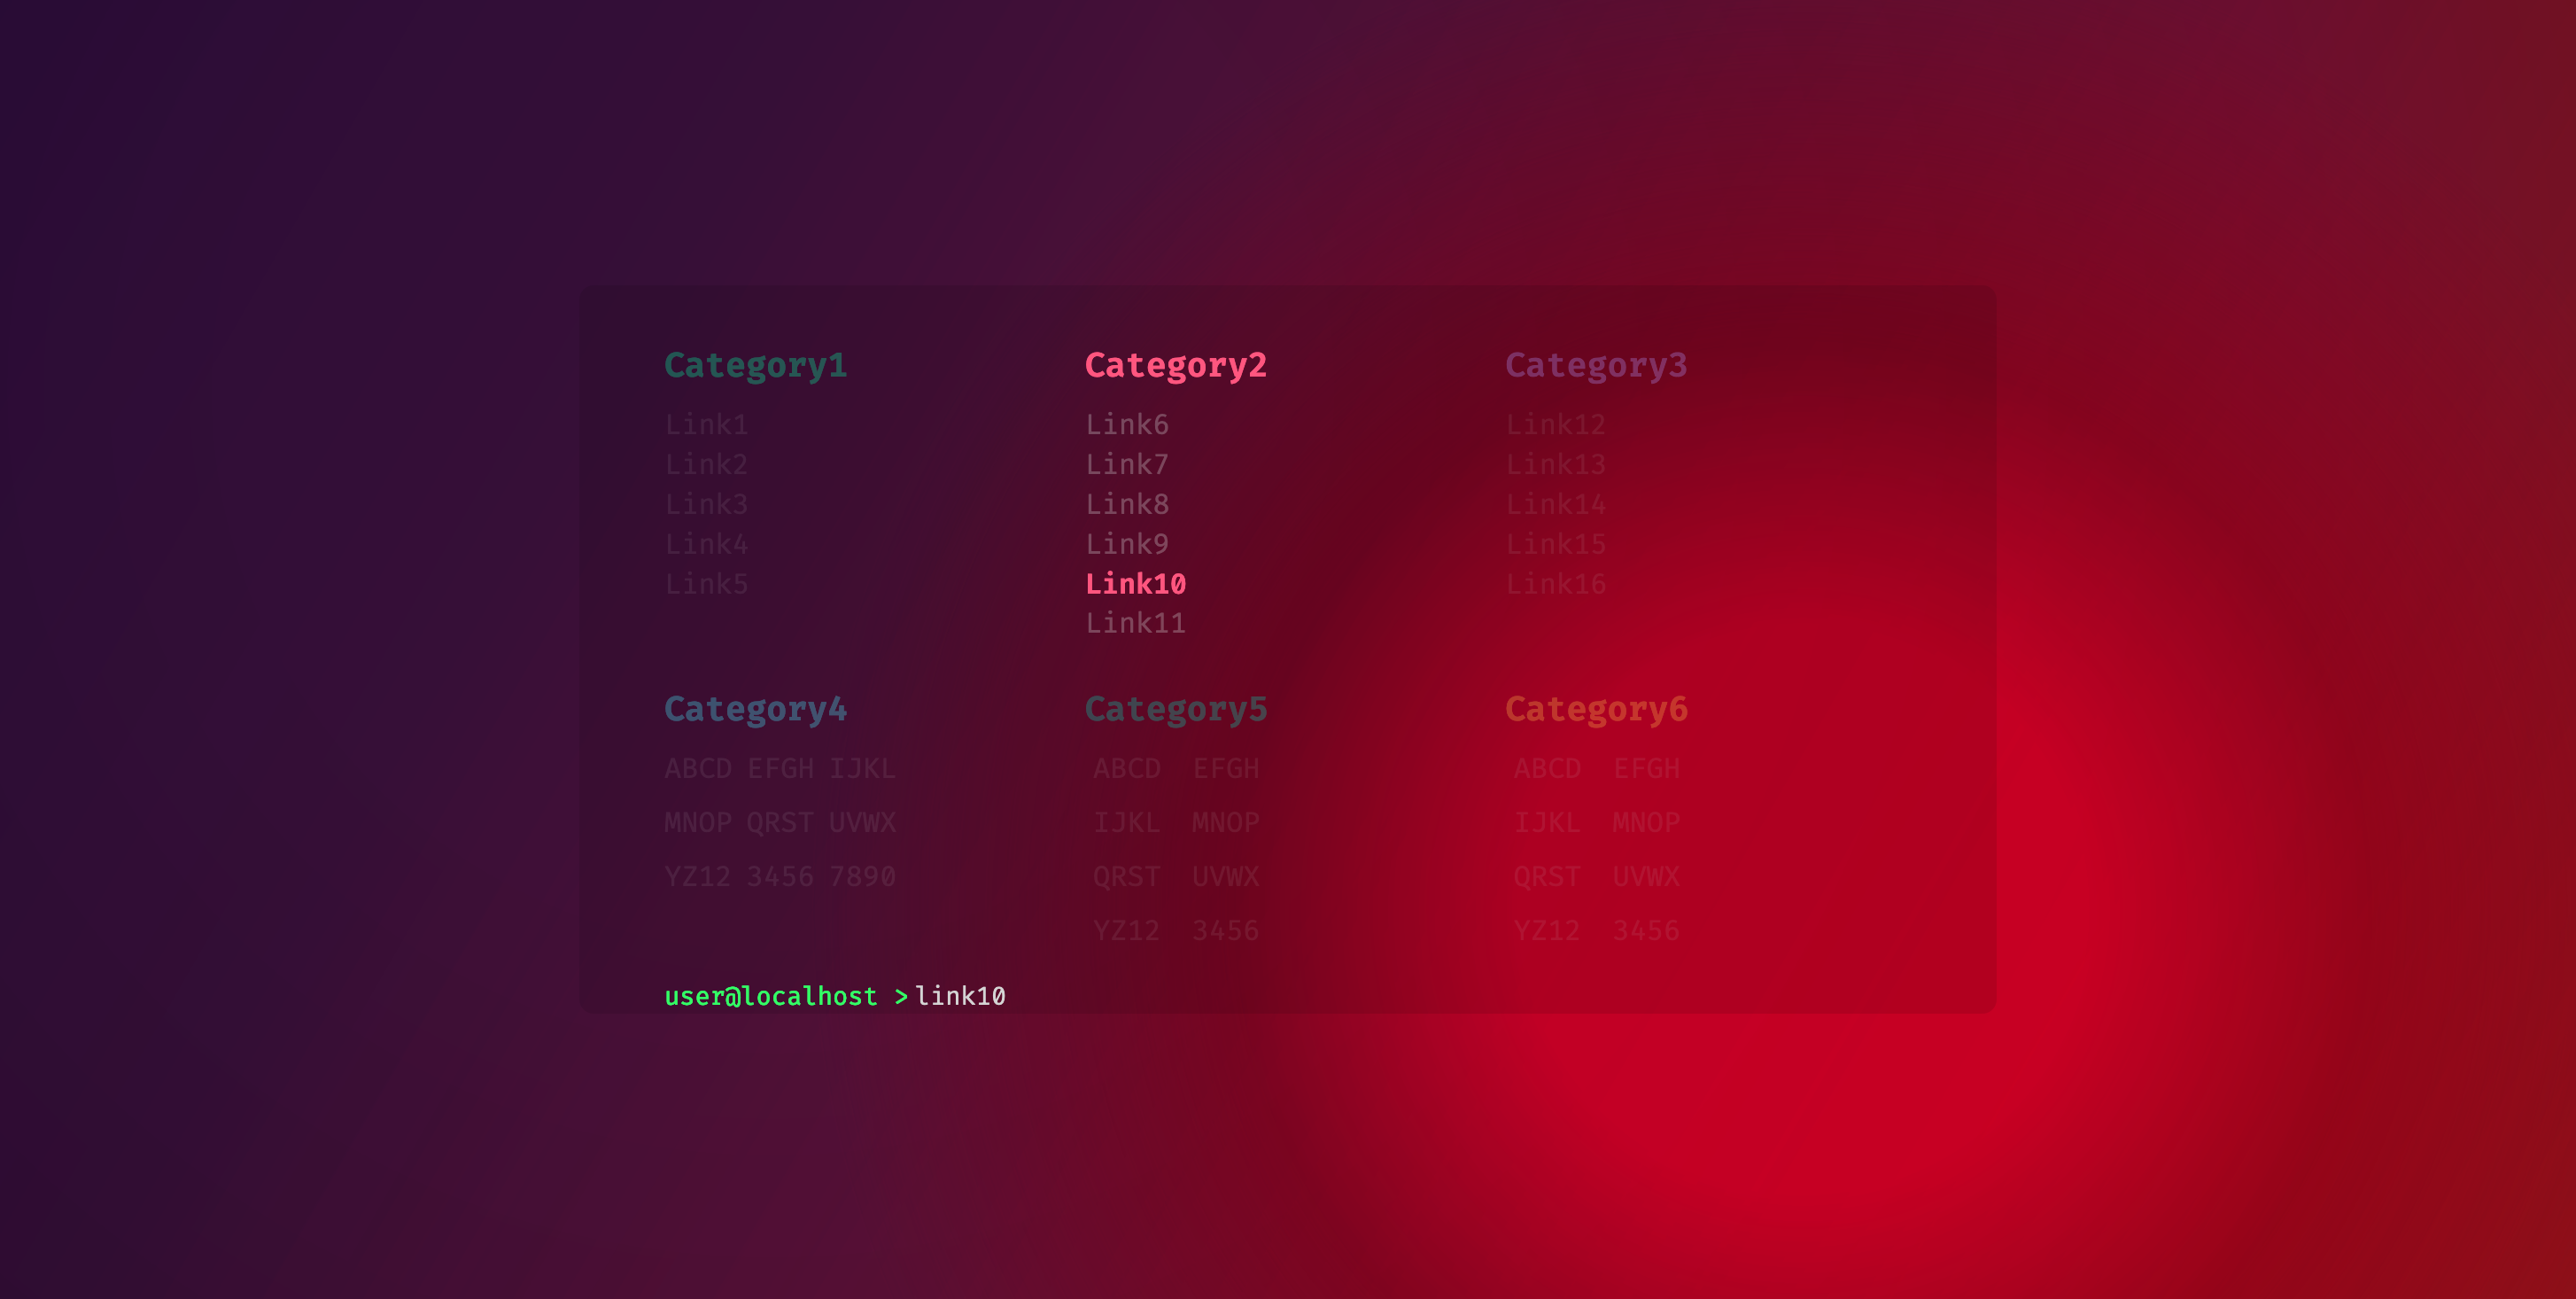 Category1
Link1
Link2
Link3
Link4
Link5
Category2
Link6
Link7
Link8
Link9
Link10
Link11
Category3
Link12
Link13
Link14
Link15
Link16
Category4
ABCD EFGH IJKL
MNOP QRST UVWX
YZ12 3456 7890
Category5
ABCD EFGH
IJKL MNOP
QRST UVWX
YZ12 3456
Category6
ABCD EFGH
IJKL MNOP
QRST UVWX
YZ12 3456
user@localhost > link10